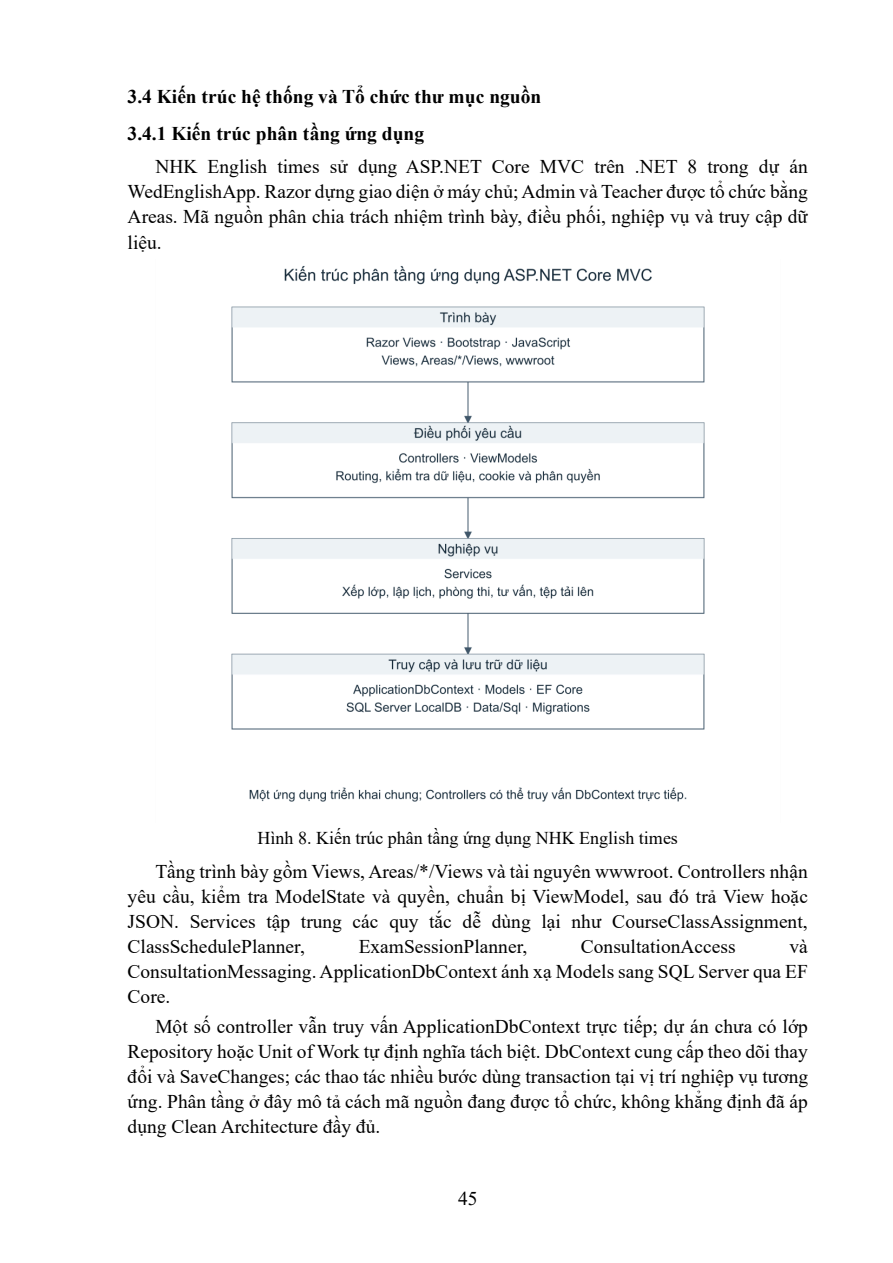 3.4 Kiến trúc hệ thống và Tổ chức thư mục nguồn
3.4.1 Kiến trúc phân tầng ứng dụng
NHK English times sử dụng ASP.NET Core MVC trên .NET 8 trong dự án
WedEnglishApp. Razor dựng giao diện ở máy chủ; Admin và Teacher được tổ chức bằng
Areas. Mã nguồn phân chia trách nhiệm trình bày, điều phối, nghiệp vụ và truy cập dữ
liệu.
Kiến trúc phân tầng ứng dụng ASP.NET Core MVC
Trình bày
Razor Views · Bootstrap · JavaScript
Views, Areas/*/Views, wwwroot
Điều phối yêu cầu
Controllers · ViewModels
Routing, kiểm tra dữ liệu, cookie và phân quyền
Nghiệp vụ
Services
Xếp lớp, lập lịch, phòng thi, tư vấn, tệp tải lên
Truy cập và lưu trữ dữ liệu
ApplicationDbContext · Models · EF Core
SQL Server LocalDB · Data/Sql · Migrations
Một ứng dụng triển khai chung; Controllers có thể truy vấn DbContext trực tiếp.
Hình 8. Kiến trúc phân tầng ứng dụng NHK English times
Tầng trình bày gồm Views, Areas/*/Views và tài nguyên wwwroot. Controllers nhận
yêu cầu, kiểm tra ModelState và quyền, chuẩn bị ViewModel, sau đó trả View hoặc
JSON. Services tập trung các quy tắc dễ dùng lại như CourseClassAssignment,
ClassSchedulePlanner, ExamSessionPlanner, ConsultationAccess và
ConsultationMessaging. ApplicationDbContext ánh xạ Models sang SQL Server qua EF
Core.
Một số controller vẫn truy vấn ApplicationDbContext trực tiếp; dự án chưa có lớp
Repository hoặc Unit of Work tự định nghĩa tách biệt. DbContext cung cấp theo dõi thay
đổi và SaveChanges; các thao tác nhiều bước dùng transaction tại vị trí nghiệp vụ tương
ứng. Phân tầng ở đây mô tả cách mã nguồn đang được tổ chức, không khẳng định đã áp
dụng Clean Architecture đầy đủ.
45